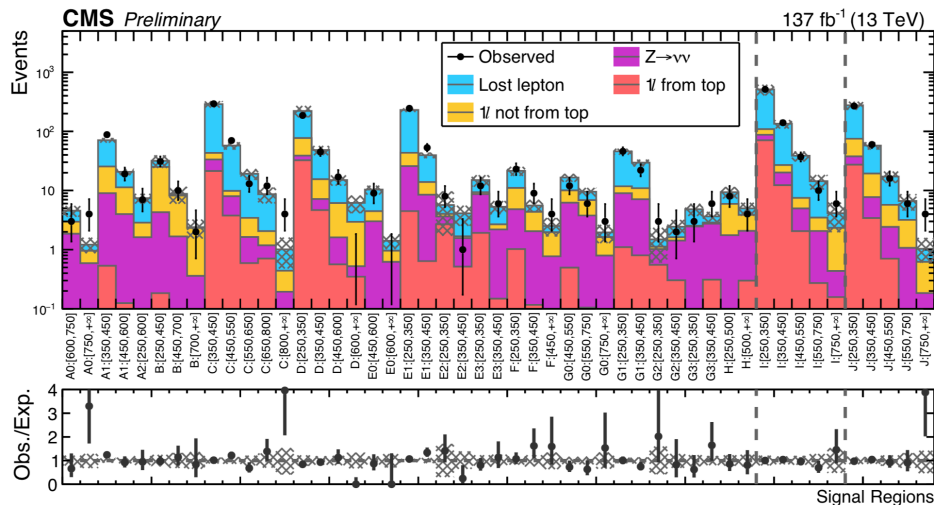 CMS Preliminary
137 fb⁻¹ (13 TeV)
Events
10³
10²
10
1
10⁻¹
Observed
Lost lepton
1l not from top
Z→νν
1l from top
A0:[600,750]
A0:[750,+∞]
A1:[350,450]
A1:[450,600]
A2:[250,600]
B:[250,450]
B:[450,700]
B:[700,+∞]
C:[350,450]
C:[450,550]
C:[550,650]
C:[650,800]
C:[800,+∞]
D:[250,350]
D:[350,450]
D:[450,600]
D:[600,+∞]
E0:[450,600]
E0:[600,+∞]
E1:[250,350]
E1:[350,450]
E2:[250,350]
E2:[350,450]
E3:[250,350]
E3:[350,450]
F:[250,350]
F:[350,450]
F:[450,+∞]
G0:[450,550]
G0:[550,750]
G0:[750,+∞]
G1:[250,350]
G1:[350,450]
G2:[250,350]
G2:[350,450]
G3:[250,350]
G3:[350,450]
H:[250,500]
H:[500,+∞]
I:[250,350]
I:[350,450]
I:[450,550]
I:[550,750]
I:[750,+∞]
J:[250,350]
J:[350,450]
J:[450,550]
J:[550,750]
J:[750,+∞]
Obs./Exp.
4
3
2
1
0
Signal Regions